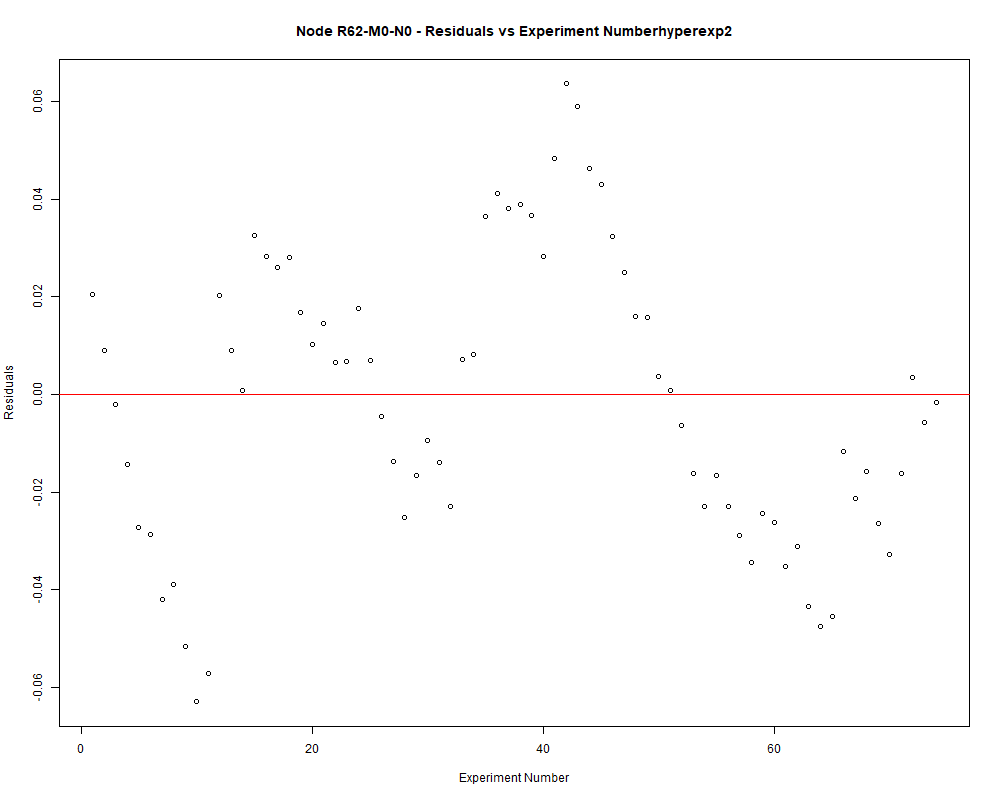 Node R62-M0-N0 - Residuals vs Experiment Numberhyperexp2
Residuals
0.06
0.04
0.02
0.00
-0.02
-0.04
-0.06
0 20 40 60
Experiment Number